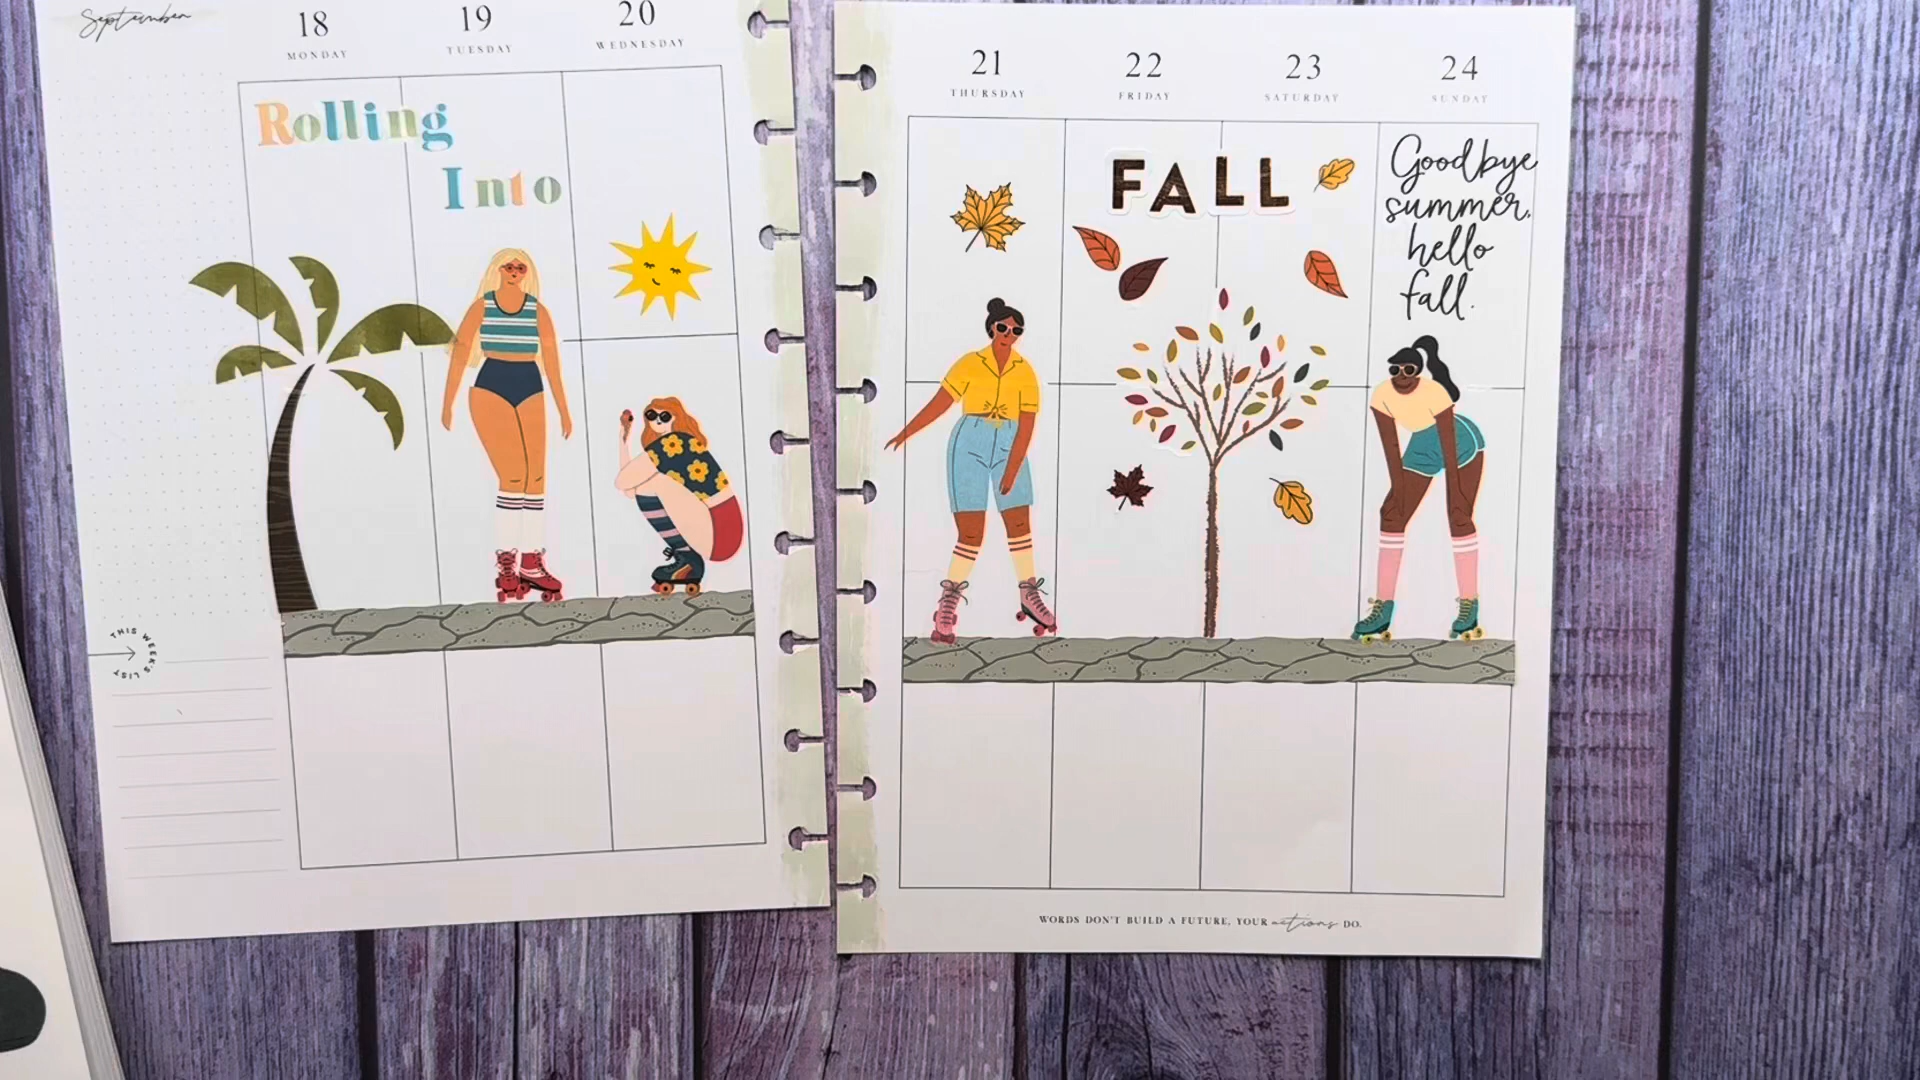 September
18
MONDAY
19
TUESDAY
20
WEDNESDAY
Rolling
Into
THIS WEEK'S LIST
21
THURSDAY
22
FRIDAY
23
SATURDAY
24
SUNDAY
FALL
Goodbye
summer,
hello
fall.
WORDS DON'T BUILD A FUTURE, YOUR actions DO.